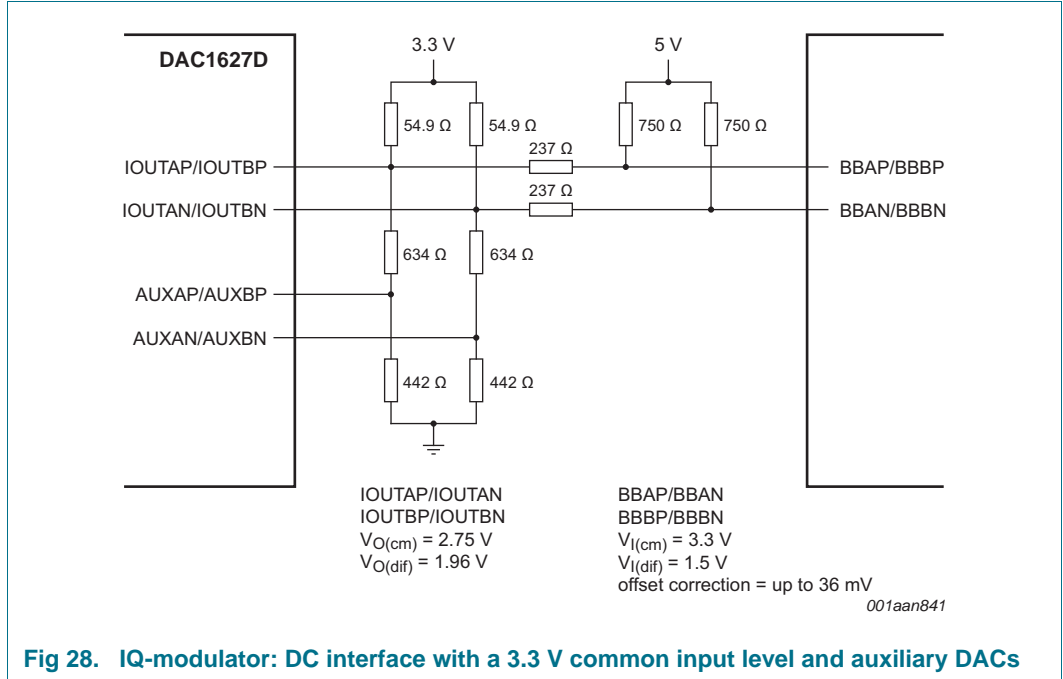 DAC1627D
3.3 V
5 V
54.9 Ω
54.9 Ω
750 Ω
750 Ω
237 Ω
IOUTAP/IOUTBP
BBAP/BBBP
237 Ω
IOUTAN/IOUTBN
BBAN/BBBN
634 Ω
634 Ω
AUXAP/AUXBP
AUXAN/AUXBN
442 Ω
442 Ω
IOUTAP/IOUTAN
IOUTBP/IOUTBN
VO(cm) = 2.75 V
VO(dif) = 1.96 V
BBAP/BBAN
BBBP/BBBN
VI(cm) = 3.3 V
VI(dif) = 1.5 V
offset correction = up to 36 mV
001aan841
Fig 28. IQ-modulator: DC interface with a 3.3 V common input level and auxiliary DACs